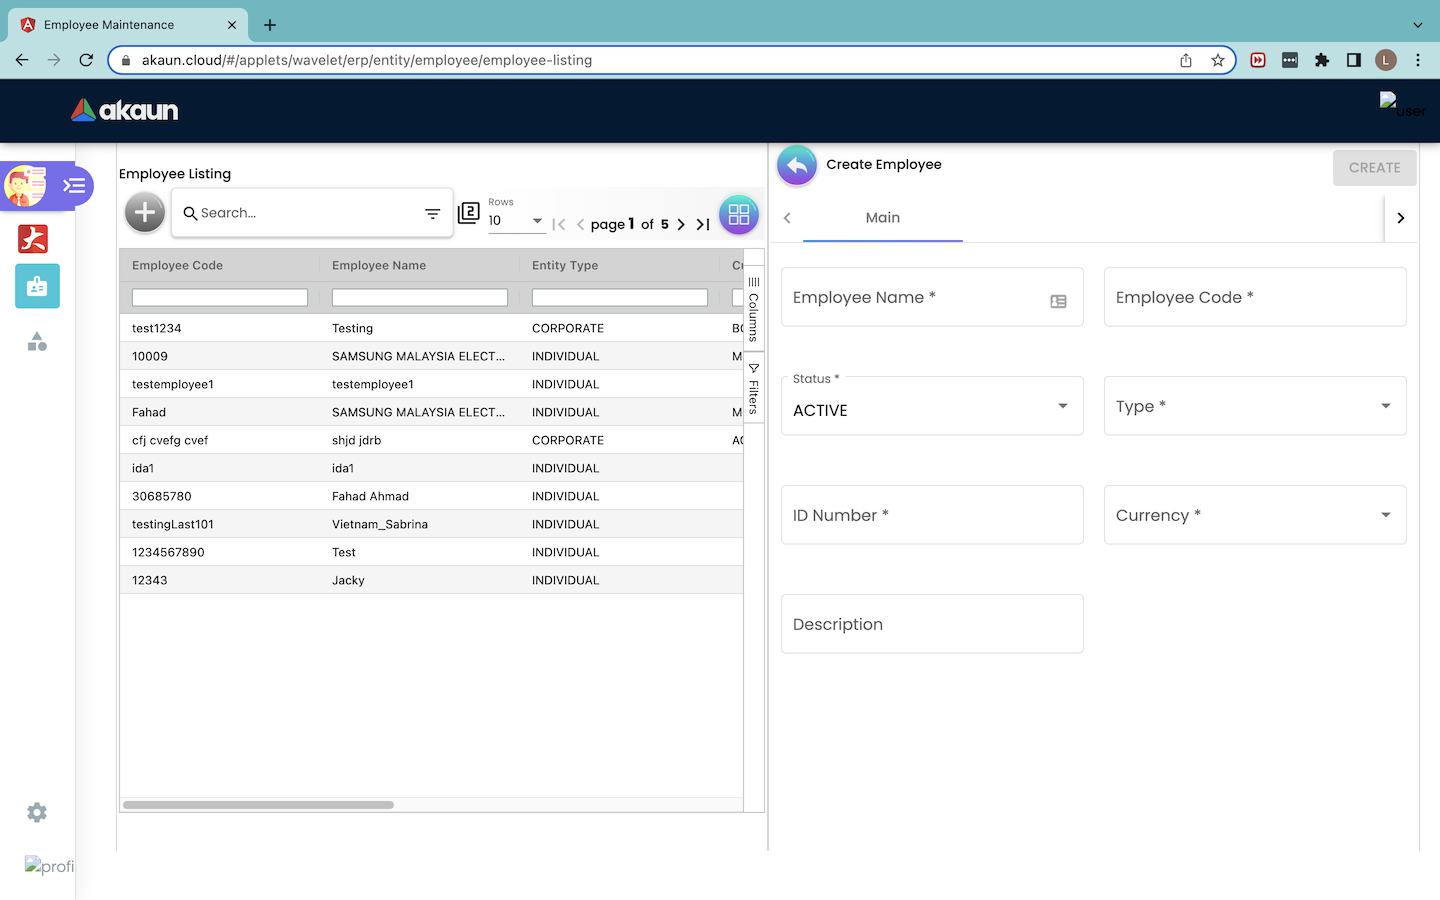 Employee Maintenance
akaun.cloud/#/applets/wavelet/erp/entity/employee/employee-listing
L
akaun
user
Employee Listing
Search...
2
Rows
10
page 1 of 5
Employee Code Employee Name Entity Type
test1234 Testing CORPORATE
10009 SAMSUNG MALAYSIA ELECT... INDIVIDUAL
testemployee1 testemployee1 INDIVIDUAL
Fahad SAMSUNG MALAYSIA ELECT... INDIVIDUAL
cfj cvefg cvef shjd jdrb CORPORATE
ida1 ida1 INDIVIDUAL
30685780 Fahad Ahmad INDIVIDUAL
testingLast101 Vietnam_Sabrina INDIVIDUAL
1234567890 Test INDIVIDUAL
12343 Jacky INDIVIDUAL
Columns
Filters
Create Employee
CREATE
Main
Employee Name *
Employee Code *
Status *
ACTIVE
Type *
ID Number *
Currency *
Description
profi